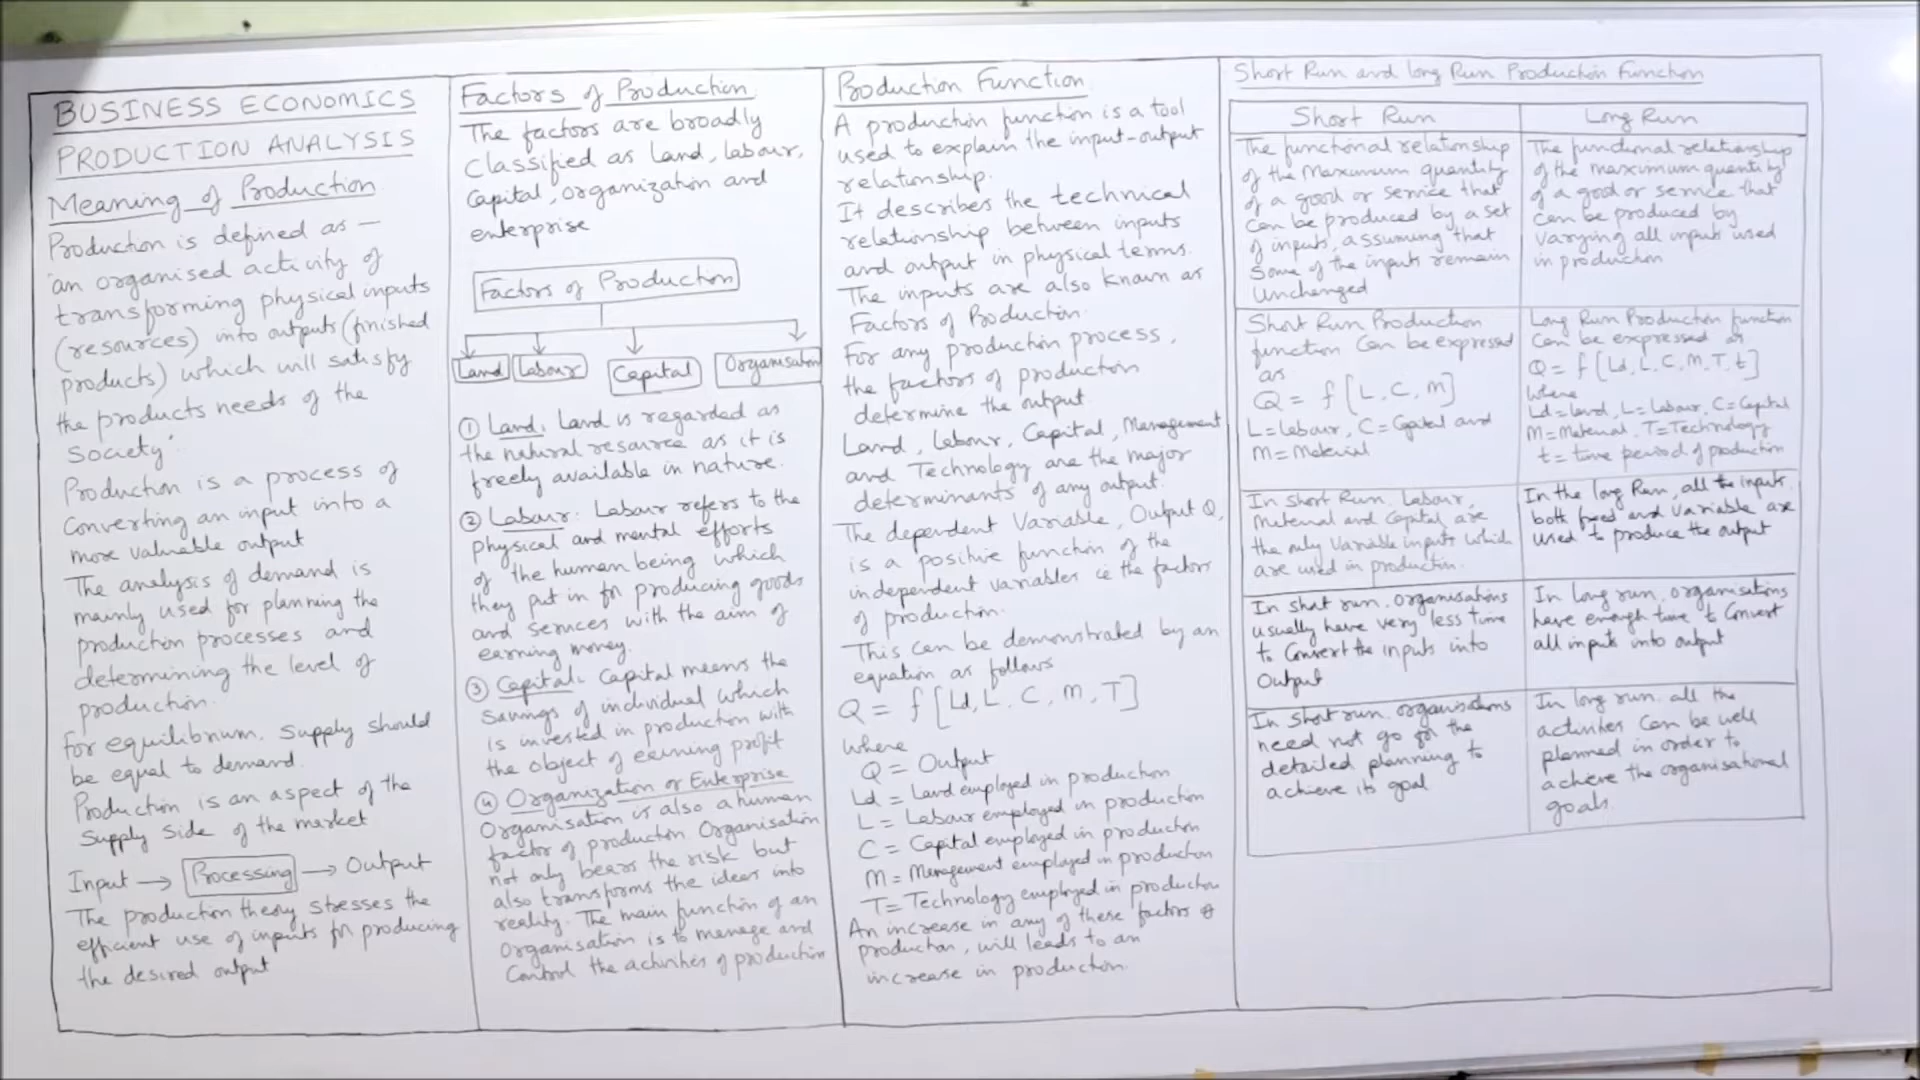 BUSINESS ECONOMICS
PRODUCTION ANALYSIS
Meaning of Production
Production is defined as —
"an organised activity of
transforming physical inputs
(resources) into outputs (finished
products) which will satisfy
the products needs of the
society".
Production is a process of
Converting an input into a
more valuable output
The analysis of demand is
mainly used for planning the
production processes and
determining the level of
production.
For equilibrium, Supply should
be equal to demand.
Production is an aspect of the
Supply Side of the market
Input → Processing → Output
The production theory stresses the
efficient use of inputs for producing
the desired output
Factors of Production
The factors are broadly
Classified as Land, labour,
Capital, organization and
enterprise
Factors of Production
Land Labour Capital Organisation
① Land: Land is regarded as
the natural resource as it is
freely available in nature.
② Labour: Labour refers to the
physical and mental efforts
of the human being which
they put in for producing goods
and services with the aim of
earning money.
③ Capital: Capital means the
savings of individual which
is invested in production with
the object of earning profit
④ Organization or Enterprise
Organisation is also a human
factor of production. Organisation
not only bears the risk but
also transforms the ideas into
reality. The main function of an
organisation is to manage and
Control the activities of production
Production Function
A production function is a tool
used to explain the input-output
relationship.
It describes the technical
relationship between inputs
and output in physical terms.
The inputs are also known as
Factors of Production.
For any production process,
the factors of production
determine the output
Land, Labour, Capital, Management
and Technology are the major
determinants of any output.
The dependent Variable, Output Q,
is a positive function of the
independent variables ie the factors
of production.
This can be demonstrated by an
equation as follows
Q = f [Ld, L, C, M, T]
Where
Q = Output
Ld = Land employed in production
L = Labour employed in production
C = Capital employed in production
M = Management employed in production
T = Technology employed in production
An increase in any of these factors of
production, will leads to an
increase in production.
Short Run and long Run Production Function
Short Run
The functional relationship
of the Maximum quantity
of a good or service that
Can be produced by a set
of inputs, assuming that
Some of the inputs remain
Unchanged
Long Run
The functional relationship
of the maximum quantity
of a good or service that
Can be produced by
Varying all inputs used
in production
Short Run Production
function Can be expressed
as
Q = f [L, C, M]
L = Labour, C = Capital and
M = Material
Long Run Production function
Can be expressed as
Q = f [Ld, L, C, M, T, t]
Where
Ld = Land, L = Labour, C = Capital
M = Material, T = Technology
t = time period of production
In short Run, Labour,
Material and Capital are
the only Variable inputs which
are used in production.
In the long Run, all the inputs,
both fixed and variable are
used to produce the output
In short run, organisations
usually have very less time
to Convert the inputs into
Output
In long run, organisations
have enough time to Convert
all inputs into output
In short run, organisations
need not go for the
detailed planning to
achieve its goal
In long run, all the
activities Can be well
planned in order to
achieve the organisational
goals.